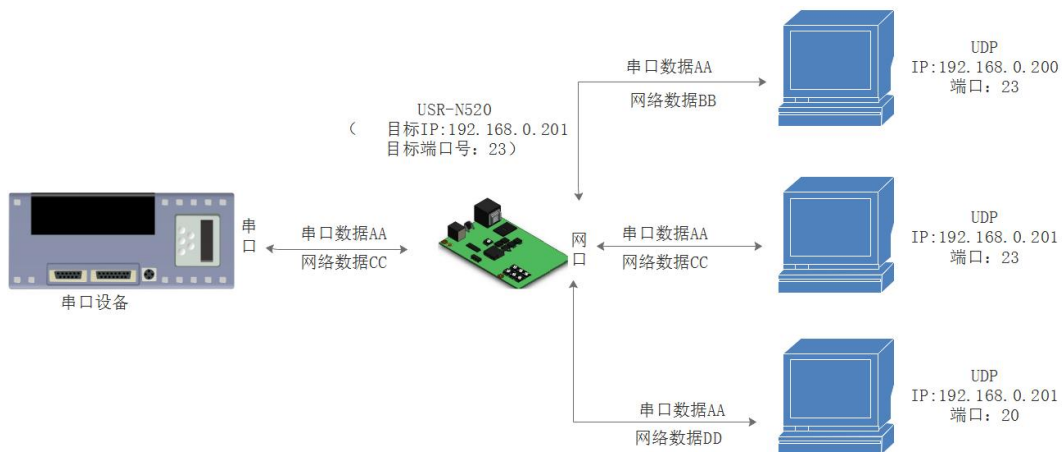 UDP
IP:192.168.0.200
端口：23
串口数据AA
网络数据BB
USR-N520
（ 目标IP:192.168.0.201
目标端口号：23）
串口
串口数据AA
网络数据CC
网口
串口数据AA
网络数据CC
UDP
IP:192.168.0.201
端口：23
串口设备
串口数据AA
网络数据DD
UDP
IP:192.168.0.201
端口：20